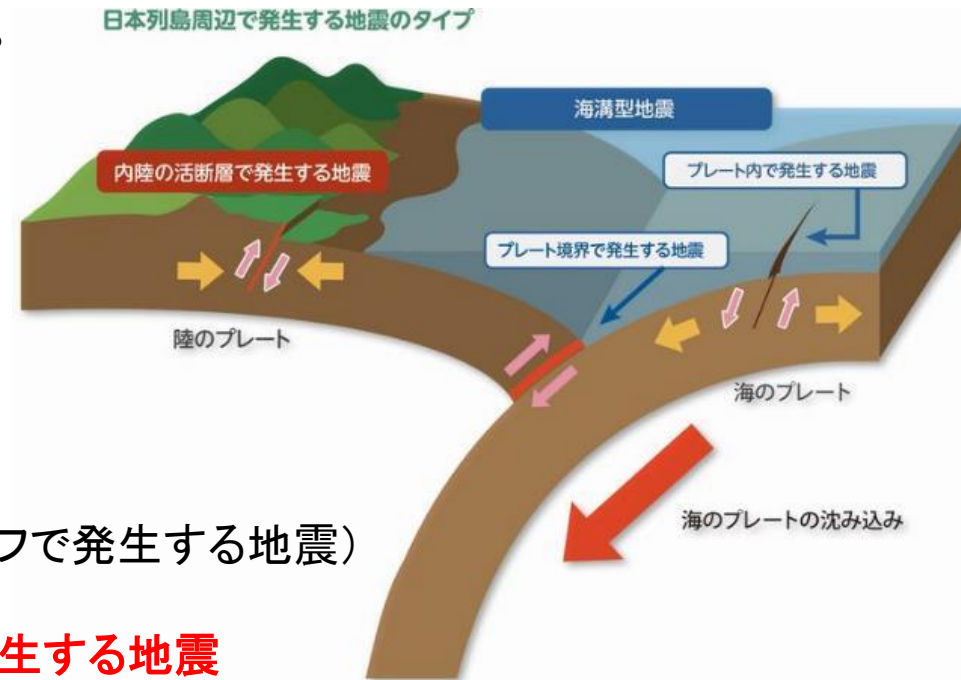 日本列島周辺で発生する地震のタイプ
海溝型地震
内陸の活断層で発生する地震
プレート内で発生する地震
プレート境界で発生する地震
陸のプレート
海のプレート
海のプレートの沈み込み
フで発生する地震）
生する地震